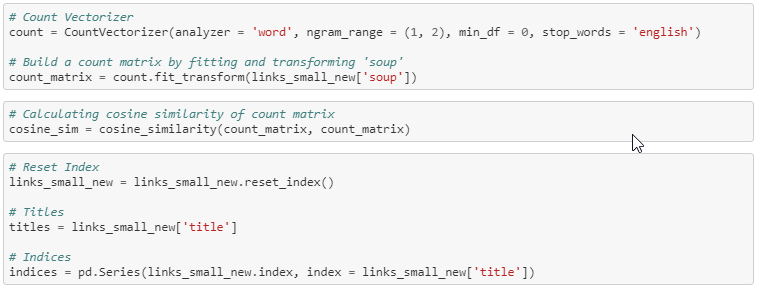 # Count Vectorizer
count = CountVectorizer(analyzer = 'word', ngram_range = (1, 2), min_df = 0, stop_words = 'english')
# Build a count matrix by fitting and transforming 'soup'
count_matrix = count.fit_transform(links_small_new['soup'])
# Calculating cosine similarity of count matrix
cosine_sim = cosine_similarity(count_matrix, count_matrix)
# Reset Index
links_small_new = links_small_new.reset_index()
# Titles
titles = links_small_new['title']
# Indices
indices = pd.Series(links_small_new.index, index = links_small_new['title'])